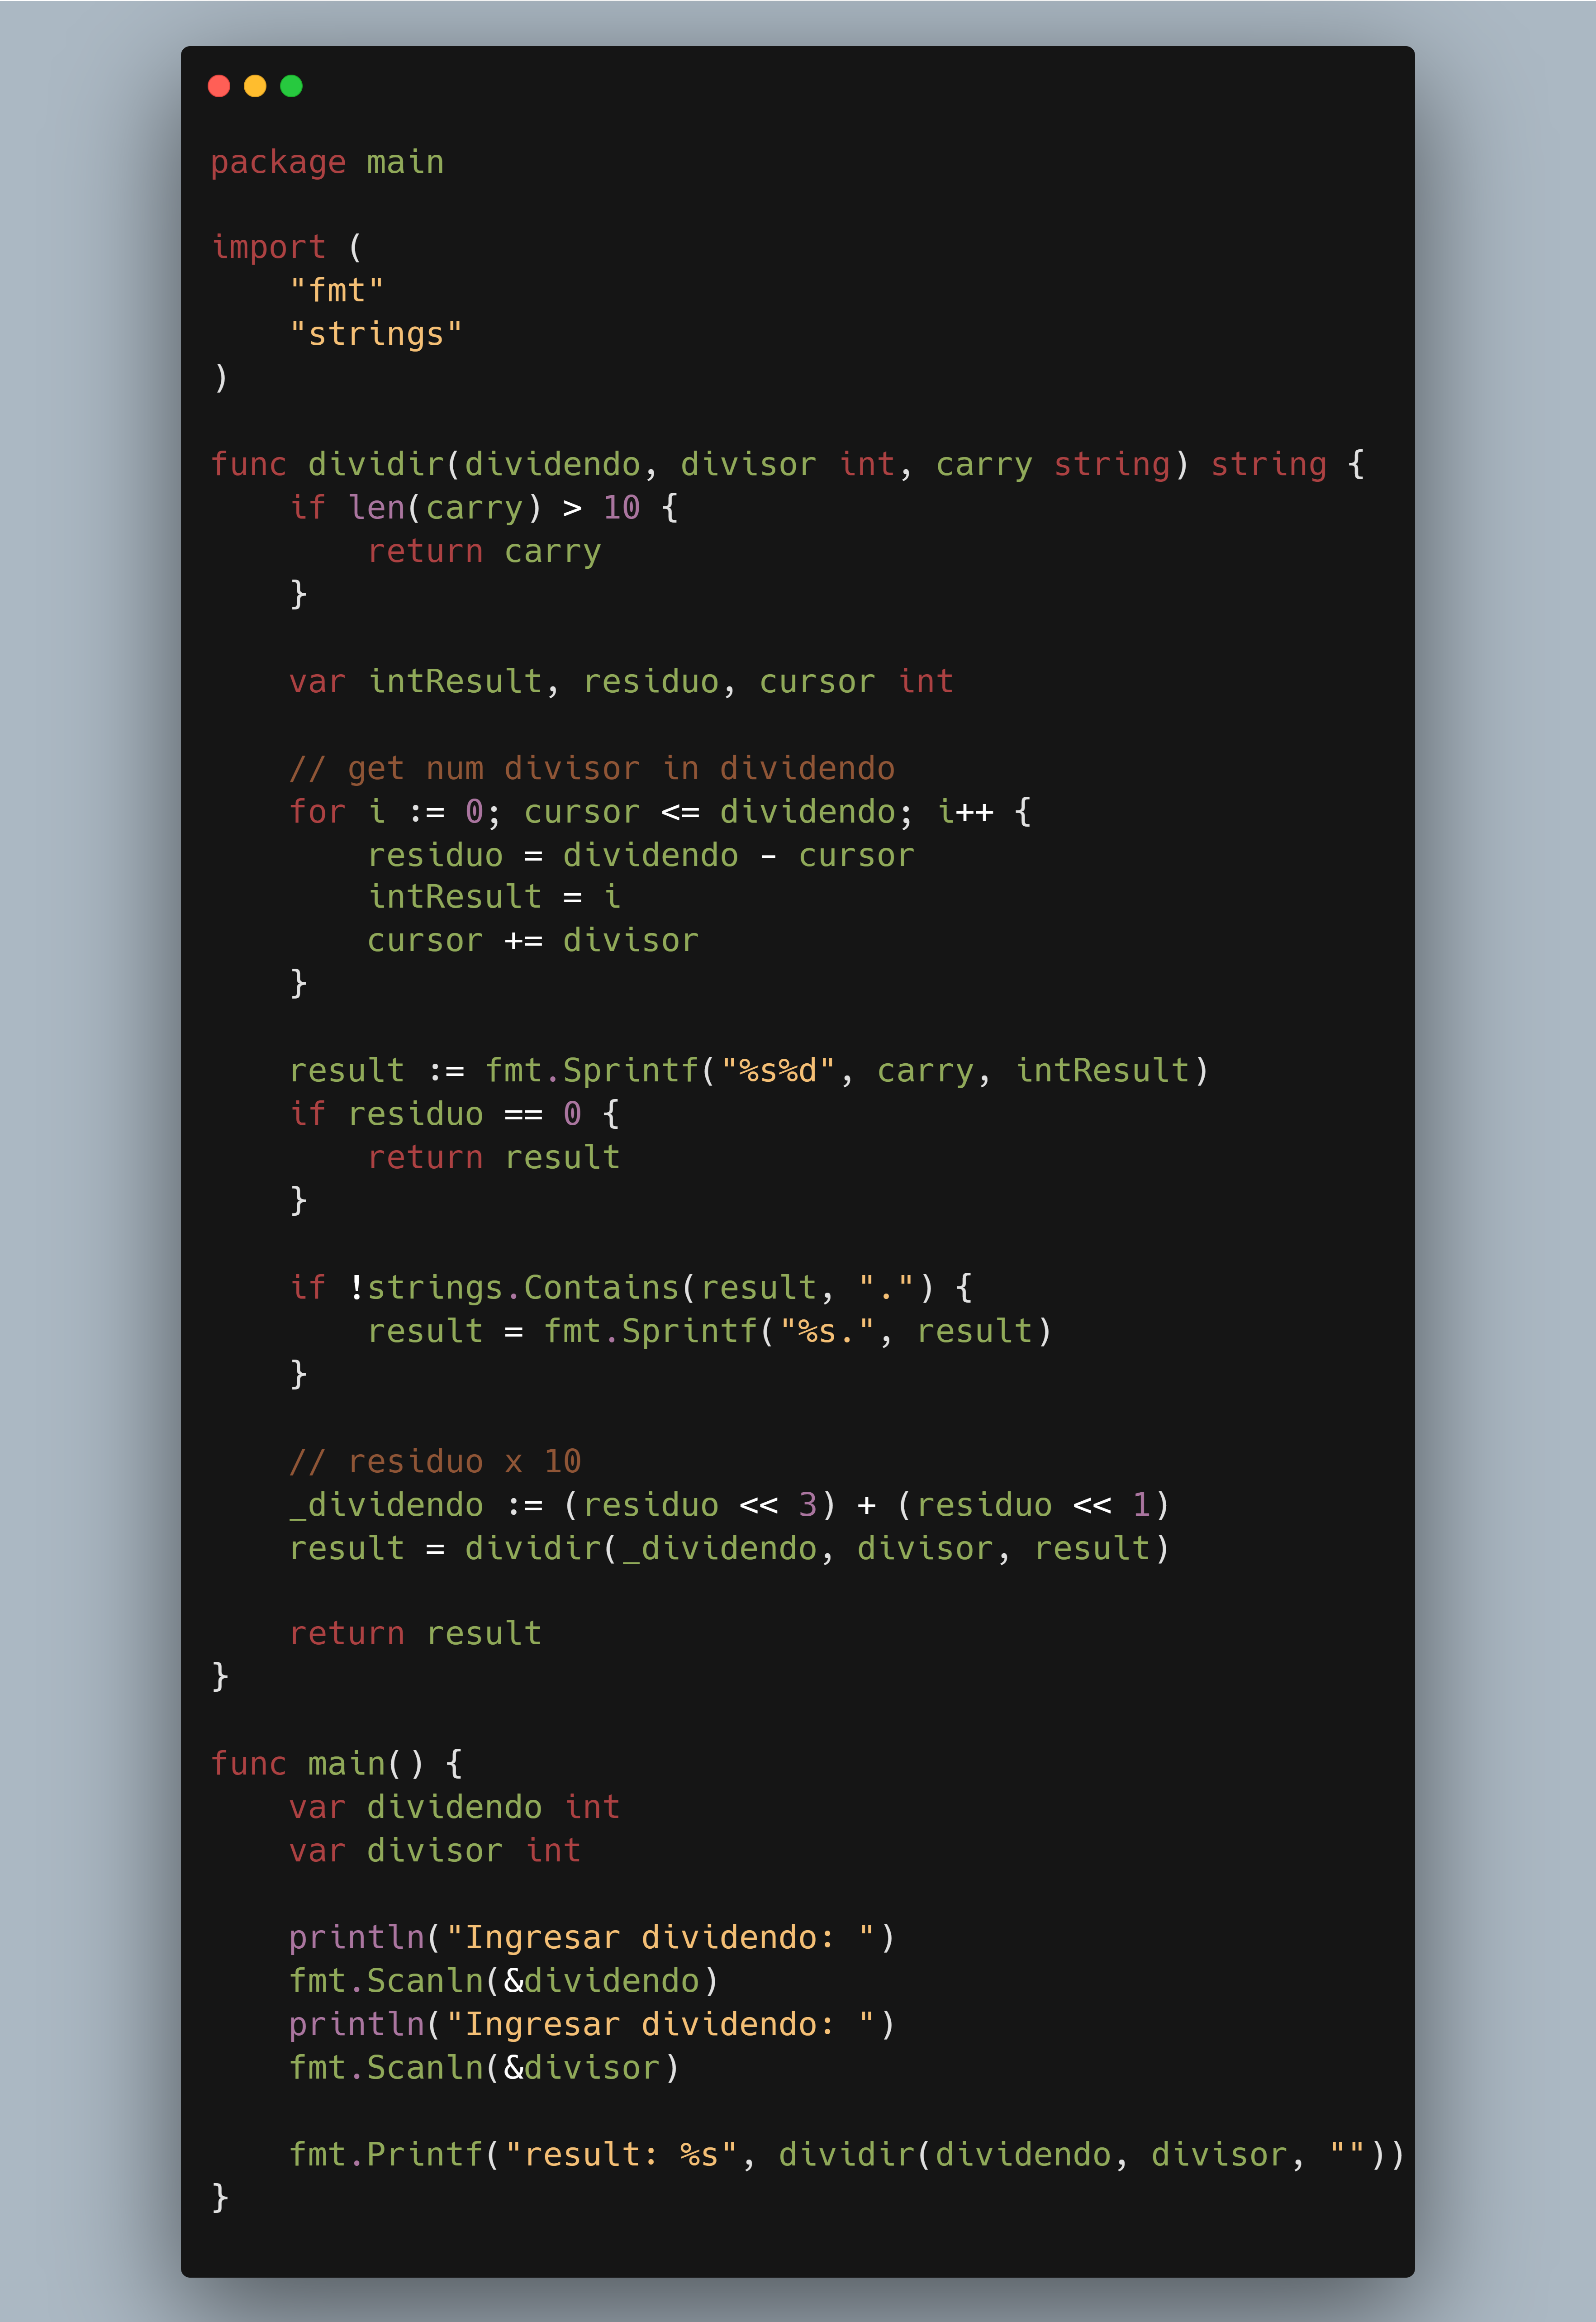 package main
import (
"fmt"
"strings"
)
func dividir(dividendo, divisor int, carry string) string {
if len(carry) > 10 {
return carry
}
var intResult, residuo, cursor int
// get num divisor in dividendo
for i := 0; cursor <= dividendo; i++ {
residuo = dividendo - cursor
intResult = i
cursor += divisor
}
result := fmt.Sprintf("%s%d", carry, intResult)
if residuo == 0 {
return result
}
if !strings.Contains(result, ".") {
result = fmt.Sprintf("%s.", result)
}
// residuo x 10
_dividendo := (residuo << 3) + (residuo << 1)
result = dividir(_dividendo, divisor, result)
return result
}
func main() {
var dividendo int
var divisor int
println("Ingresar dividendo: ")
fmt.Scanln(&dividendo)
println("Ingresar dividendo: ")
fmt.Scanln(&divisor)
fmt.Printf("result: %s", dividir(dividendo, divisor, ""))
}